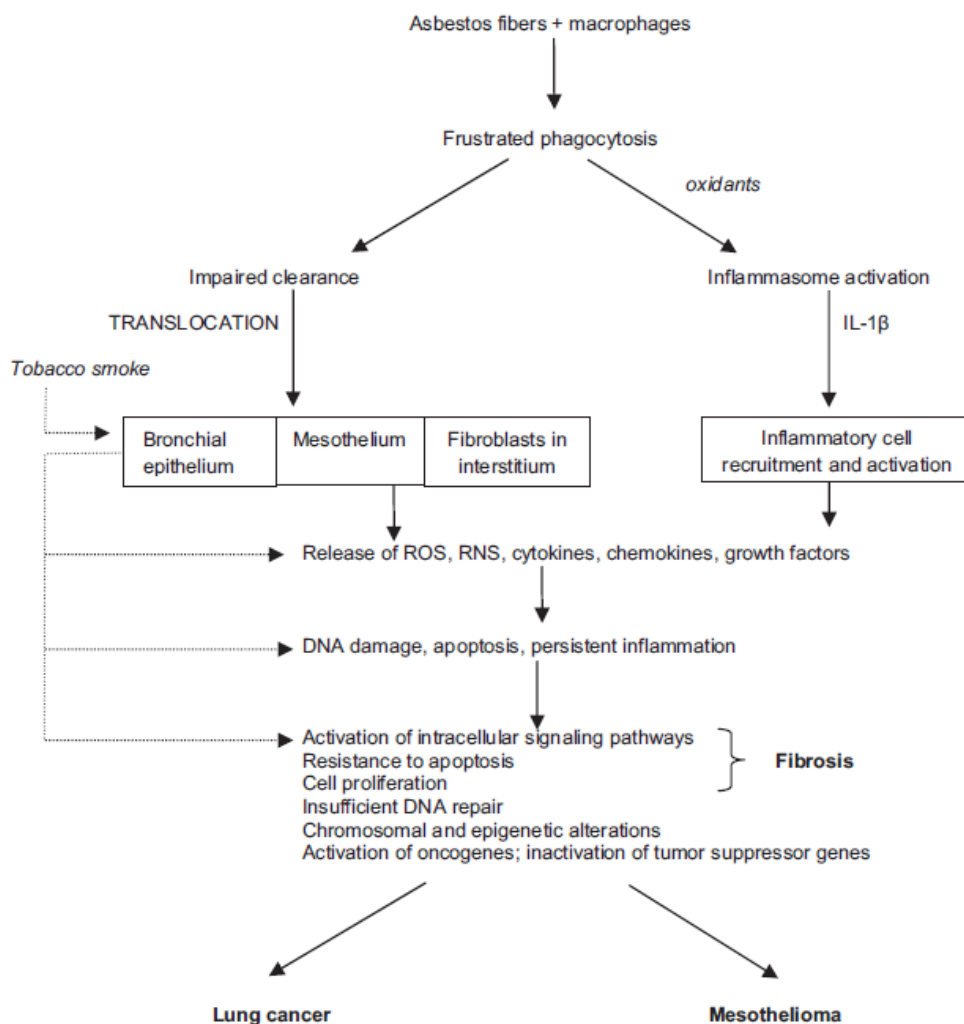 Asbestos fibers + macrophages
Frustrated phagocytosis
oxidants
Impaired clearance
Inflammasome activation
TRANSLOCATION
IL-1β
Tobacco smoke
Bronchial
epithelium
Mesothelium
Fibroblasts in
interstitium
Inflammatory cell
recruitment and activation
Release of ROS, RNS, cytokines, chemokines, growth factors
DNA damage, apoptosis, persistent inflammation
Activation of intracellular signaling pathways
Resistance to apoptosis
Cell proliferation
Fibrosis
Insufficient DNA repair
Chromosomal and epigenetic alterations
Activation of oncogenes; inactivation of tumor suppressor genes
Lung cancer
Mesothelioma